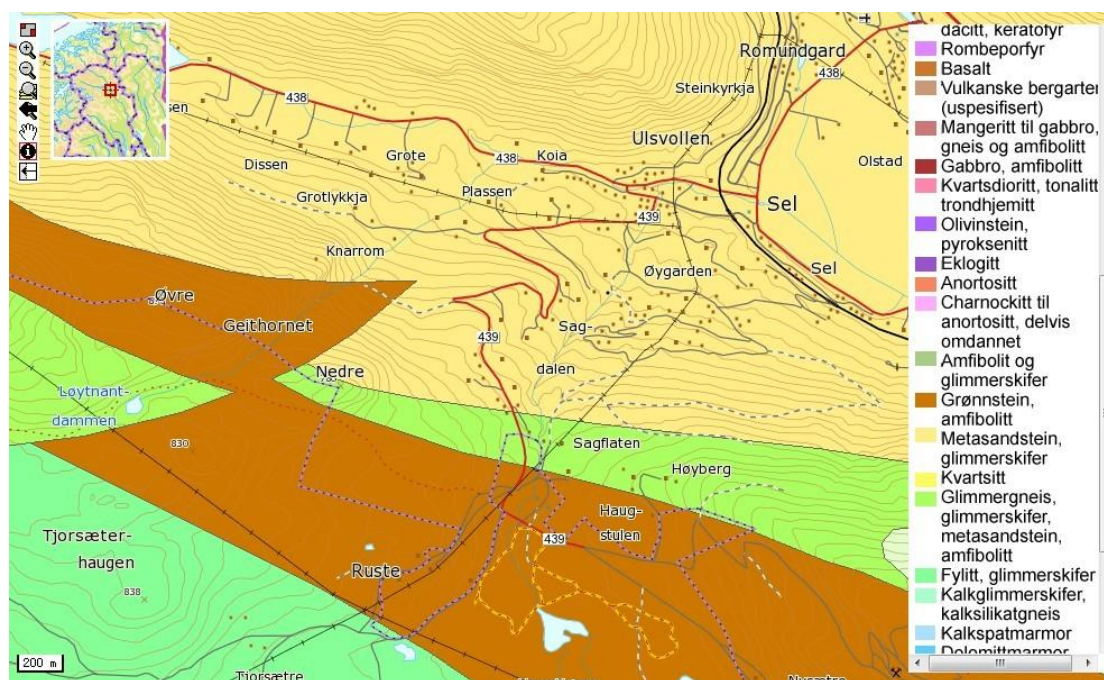 Romundgard
438
438
Steinkyrkja
438
Ulsvollen
Olstad
Dissen
Grote
438
Koia
Grotlykkja
Plassen
439
Sel
Knarrom
Øygarden
Sel
Øvre
Geithornet
439
Sag-
dalen
Nedre
780
Løytnant-
dammen
830
Sagflaten
Høyberg
Haug-
stulen
439
Tjorsæter-
haugen
Ruste
838
200 m
Tjorsætre
dacitt, keratofyr
Rombeporfyr
Basalt
Vulkanske bergarter
(uspesifisert)
Mangeritt til gabbro,
gneis og amfibolitt
Gabbro, amfibolitt
Kvartsdioritt, tonalitt
trondhjemitt
Olivinstein,
pyroksenitt
Eklogitt
Anortositt
Charnockitt til
anortositt, delvis
omdannet
Amfibolit og
glimmerskifer
Grønnstein,
amfibolitt
Metasandstein,
glimmerskifer
Kvartsitt
Glimmergneis,
glimmerskifer,
metasandstein,
amfibolitt
Fylitt, glimmerskifer
Kalkglimmerskifer,
kalksilikatgneis
Kalkspatmarmor
Dolomittmarmor